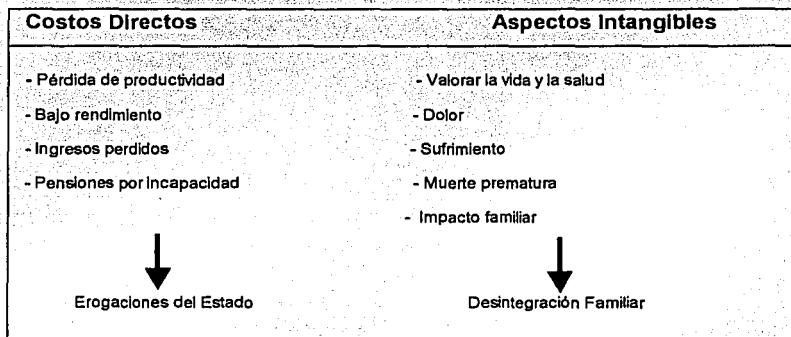 Costos Directos
Aspectos Intangibles
- Pérdida de productividad
- Bajo rendimiento
- Ingresos perdidos
- Pensiones por incapacidad
Erogaciones del Estado
- Valorar la vida y la salud
- Dolor
- Sufrimiento
- Muerte prematura
- Impacto familiar
Desintegración Familiar